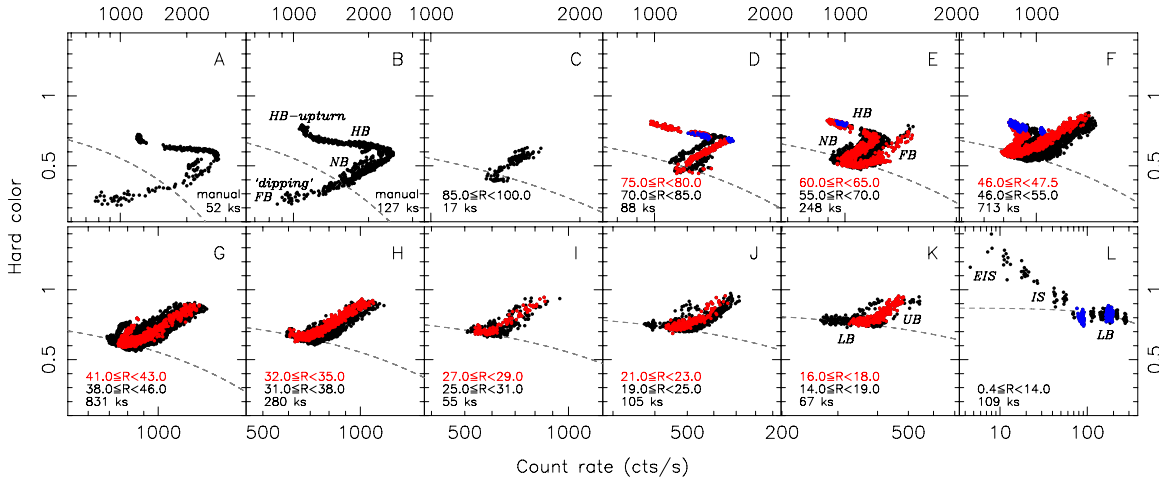 1000 2000 1000 2000 1000 2000 1000 2000 1000 2000 1000
A B C D E F
HB-upturn HB NB 'dipping' FB
HB NB FB
manual
52 ks
manual
127 ks
85.0≦R<100.0
17 ks
75.0≦R<80.0
70.0≦R<85.0
88 ks
60.0≦R<65.0
55.0≦R<70.0
248 ks
46.0≦R<47.5
46.0≦R<55.0
713 ks
0.5 1
0.5 1
Hard color
G H I J K L
LB UB
EIS IS LB
41.0≦R<43.0
38.0≦R<46.0
831 ks
32.0≦R<35.0
31.0≦R<38.0
280 ks
27.0≦R<29.0
25.0≦R<31.0
55 ks
21.0≦R<23.0
19.0≦R<25.0
105 ks
16.0≦R<18.0
14.0≦R<19.0
67 ks
0.4≦R<14.0
109 ks
0.5 1
0.5 1
1000 500 1000 500 1000 500 200 500 10 100
Count rate (cts/s)